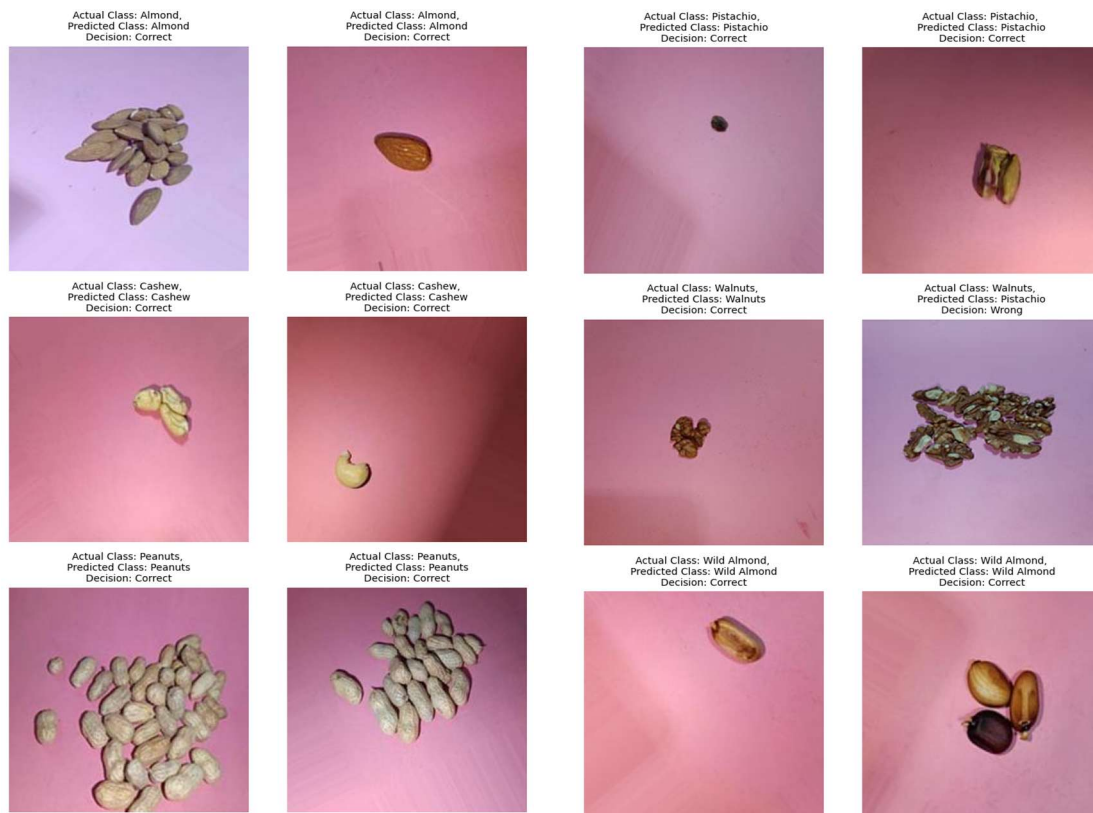 Actual Class: Almond,
Predicted Class: Almond
Decision: Correct
Actual Class: Almond,
Predicted Class: Almond
Decision: Correct
Actual Class: Pistachio,
Predicted Class: Pistachio
Decision: Correct
Actual Class: Pistachio,
Predicted Class: Pistachio
Decision: Correct
Actual Class: Cashew,
Predicted Class: Cashew
Decision: Correct
Actual Class: Cashew,
Predicted Class: Cashew
Decision: Correct
Actual Class: Walnuts,
Predicted Class: Walnuts
Decision: Correct
Actual Class: Walnuts,
Predicted Class: Pistachio
Decision: Wrong
Actual Class: Peanuts,
Predicted Class: Peanuts
Decision: Correct
Actual Class: Peanuts,
Predicted Class: Peanuts
Decision: Correct
Actual Class: Wild Almond,
Predicted Class: Wild Almond
Decision: Correct
Actual Class: Wild Almond,
Predicted Class: Wild Almond
Decision: Correct